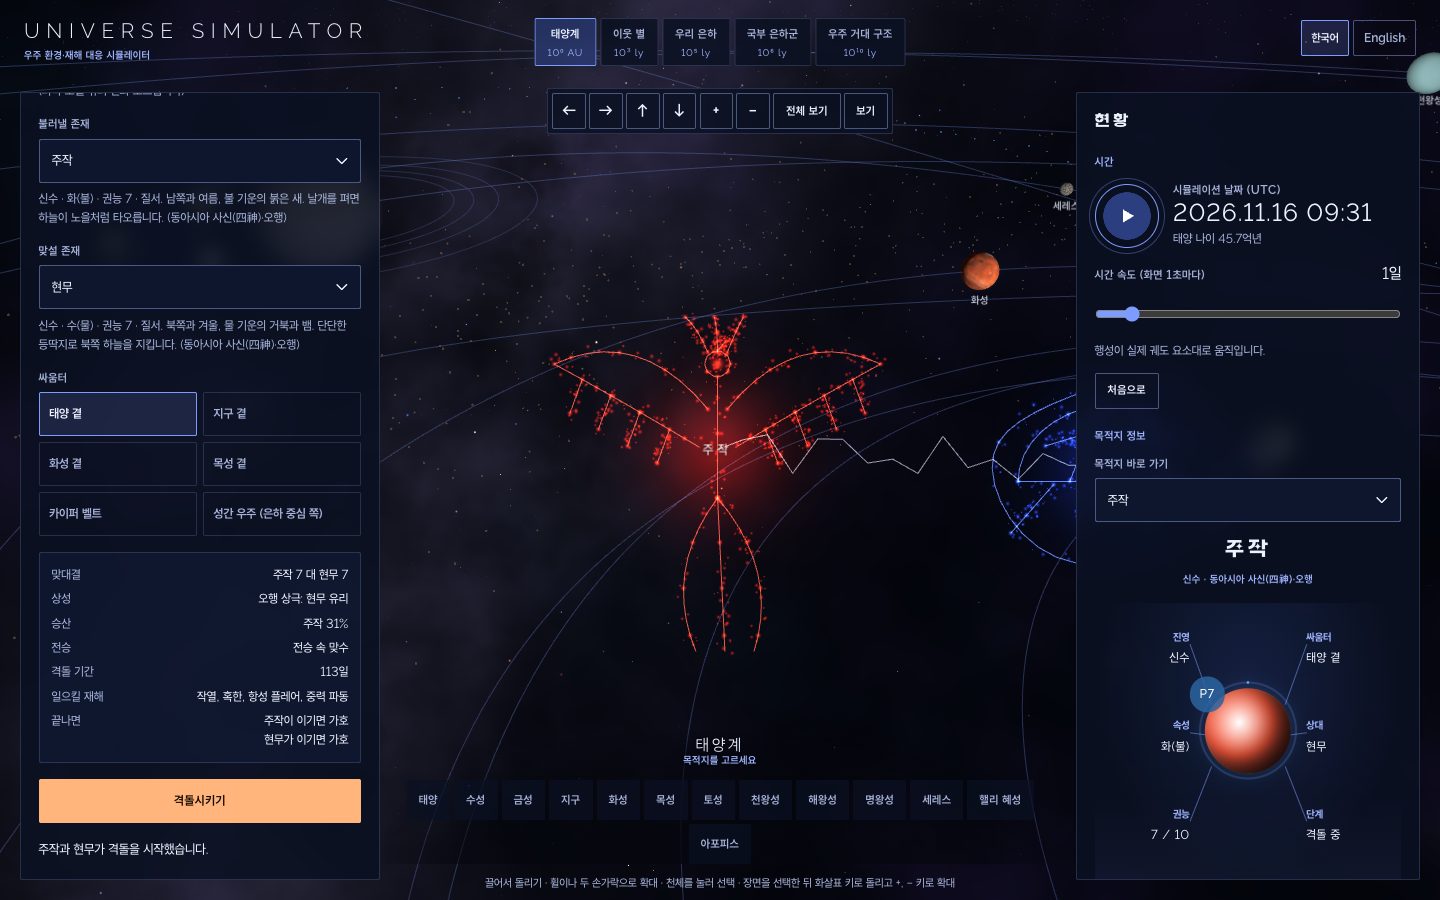 UNIVERSE SIMULATOR
우주 환경·재해 대응 시뮬레이터
태양계
10⁰ AU
이웃 별
10³ ly
우리 은하
10⁵ ly
국부 은하군
10⁶ ly
우주 거대 구조
10¹⁰ ly
한국어
English
← → ↑ ↓ + − 전체 보기 보기
불러낼 존재
주작
신수 · 화(불) · 권능 7 · 질서. 남쪽과 여름, 불 기운의 붉은 새. 날개를 펴면
하늘이 노을처럼 타오릅니다. (동아시아 사신(四神)·오행)
맞설 존재
현무
신수 · 수(물) · 권능 7 · 질서. 북쪽과 겨울, 물 기운의 거북과 뱀. 단단한
등딱지로 북쪽 하늘을 지킵니다. (동아시아 사신(四神)·오행)
싸움터
태양 곁
지구 곁
화성 곁
목성 곁
카이퍼 벨트
성간 우주 (은하 중심 쪽)
맞대결 주작 7 대 현무 7
상성 오행 상극: 현무 유리
승산 주작 31%
전승 전승 속 맞수
격돌 기간 113일
일으킬 재해 작열, 혹한, 항성 플레어, 중력 파동
끝나면 주작이 이기면 가호
현무가 이기면 가호
격돌시키기
주작과 현무가 격돌을 시작했습니다.
세레스
화성
주작
태양계
목적지를 고르세요
태양 수성 금성 지구 화성 목성 토성 천왕성 해왕성 명왕성 세레스 핼리 혜성
아포피스
끌어서 돌리기 · 휠이나 두 손가락으로 확대 · 천체를 눌러 선택 · 장면을 선택한 뒤 화살표 키로 돌리고 +, − 키로 확대
현황
시간
시뮬레이션 날짜 (UTC)
2026.11.16 09:31
태양 나이 45.7억년
시간 속도 (화면 1초마다) 1일
행성이 실제 궤도 요소대로 움직입니다.
처음으로
목적지 정보
목적지 바로 가기
주작
주작
신수 · 동아시아 사신(四神)·오행
진영
신수
싸움터
태양 곁
P7
속성
화(불)
상대
현무
권능
7 / 10
단계
격돌 중